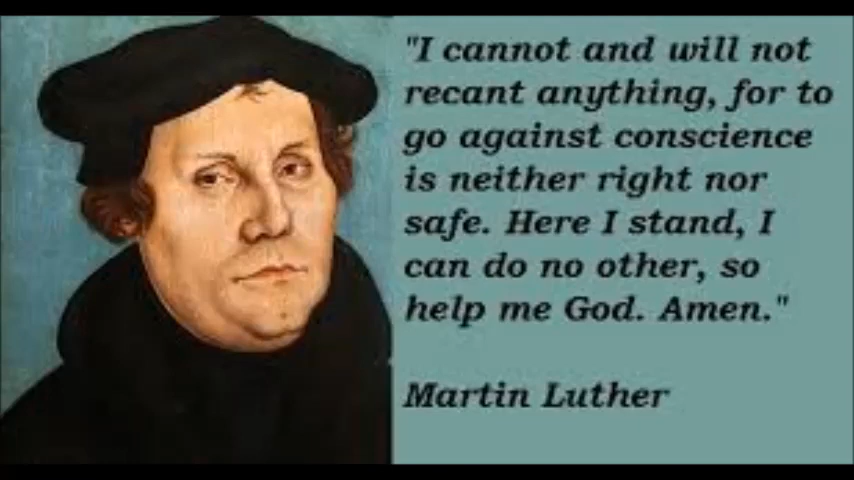 "I cannot and will not
recant anything, for to
go against conscience
is neither right nor
safe. Here I stand, I
can do no other, so
help me God. Amen."
Martin Luther